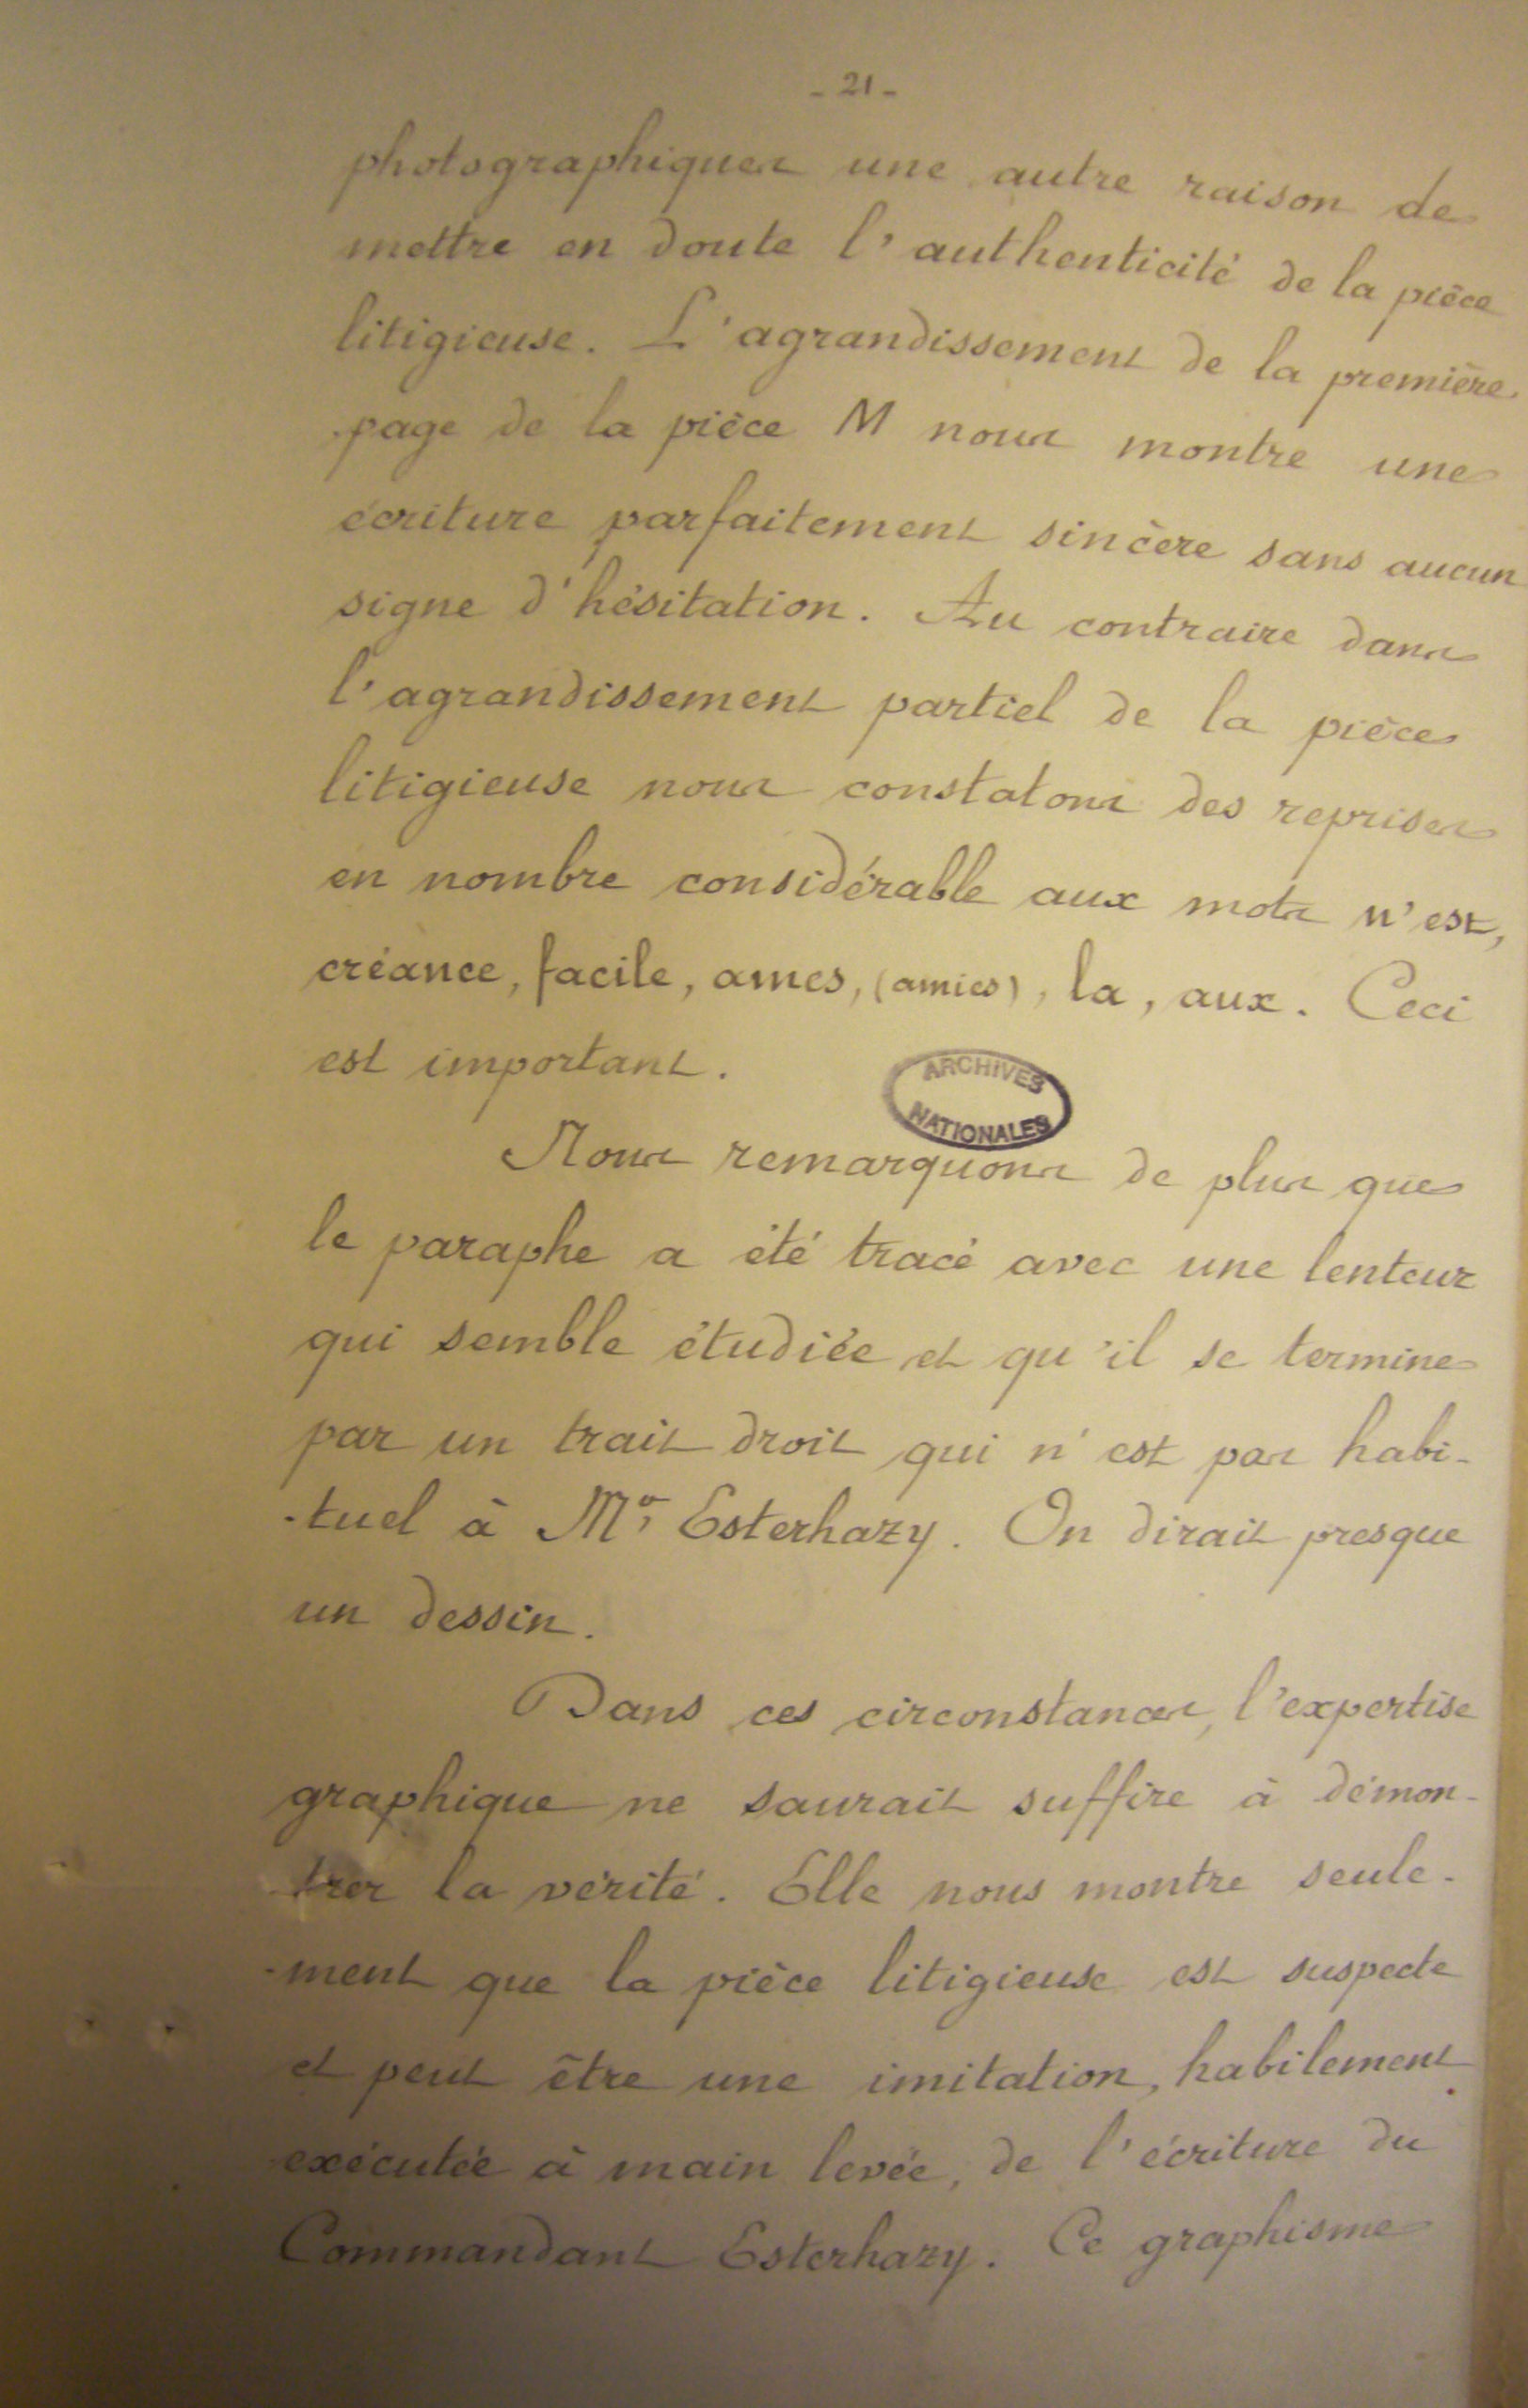 - 21 -
photographiques une autre raison de
mettre en doute l'authenticité de la pièce
litigieuse. L'agrandissement de la première
page de la pièce M nous montre une
écriture parfaitement sincère sans aucun
signe d'hésitation. Au contraire dans
l'agrandissement partiel de la pièce
litigieuse nous constatons des reprises
en nombre considérable aux mots n'est,
créance, facile, ames, (amies), la, aux. Ceci
est important.
ARCHIVES
NATIONALES
Nous remarquons de plus que
le paraphe a été tracé avec une lenteur
qui semble étudiée et qu'il se termine
par un trait droit qui n'est pas habi-
-tuel à Mr Esterhazy. On dirait presque
un dessin.
Dans ces circonstances, l'expertise
graphique ne saurait suffire à démon-
trer la vérité. Elle nous montre seule-
-ment que la pièce litigieuse est suspecte
et peut être une imitation, habilement
exécutée à main levée, de l'écriture du
Commandant Esterhazy. Ce graphisme